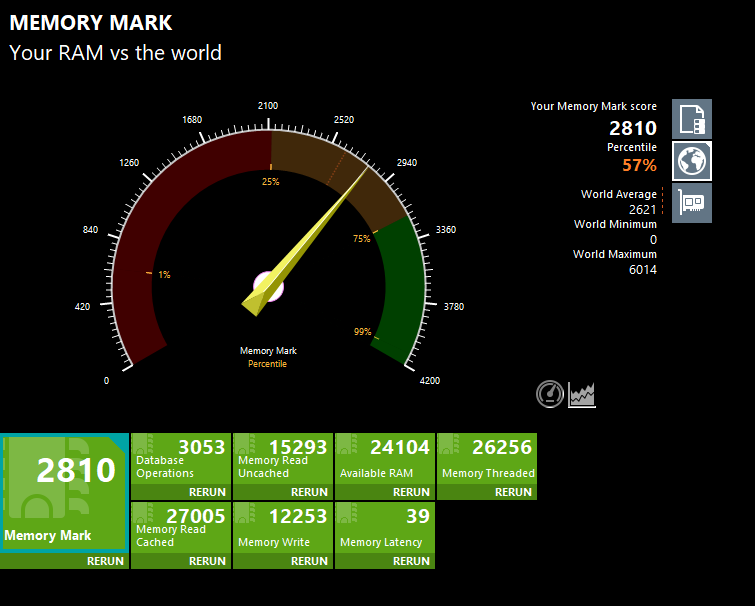 MEMORY MARK
Your RAM vs the world
2100
1680
2520
1260
2940
840
3360
420
3780
0
4200
25%
75%
1%
99%
Memory Mark
Percentile
Your Memory Mark score
2810
Percentile
57%
World Average
2621
World Minimum
0
World Maximum
6014
2810
Memory Mark
RERUN
3053
Database
Operations
RERUN
15293
Memory Read
Uncached
RERUN
24104
Available RAM
RERUN
26256
Memory Threaded
RERUN
27005
Memory Read
Cached
RERUN
12253
Memory Write
RERUN
39
Memory Latency
RERUN